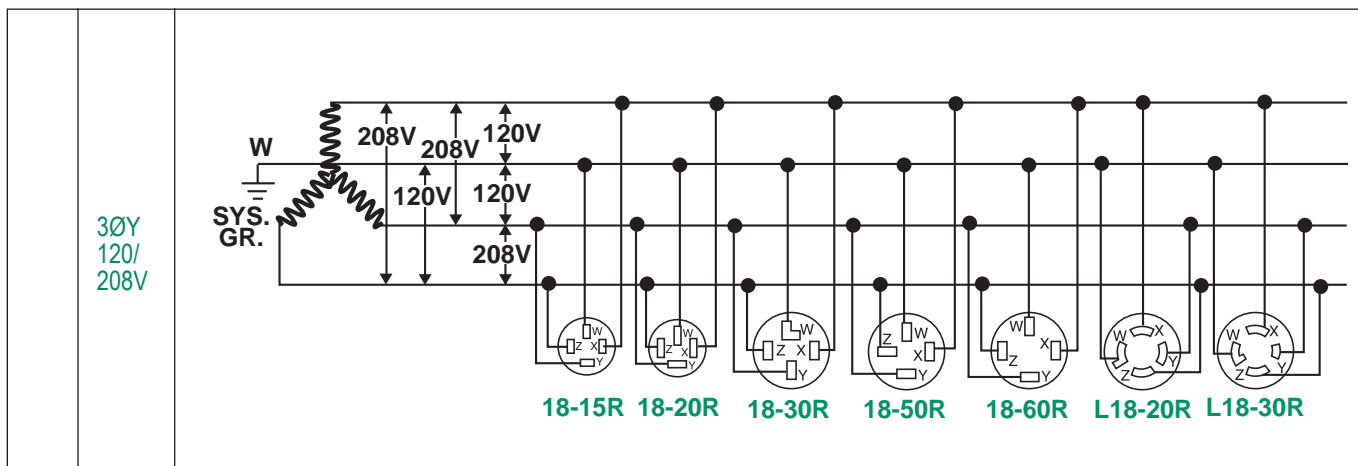 3ØY
120/
208V
W
SYS.
GR.
208V
208V
120V
120V
120V
208V
W
Z
X
Y
W
Z
X
Y
W
Z
X
Y
W
Z
X
Y
W
Z
X
Y
W
X
Z
Y
W
X
Z
Y
18-15R 18-20R 18-30R 18-50R 18-60R L18-20R L18-30R